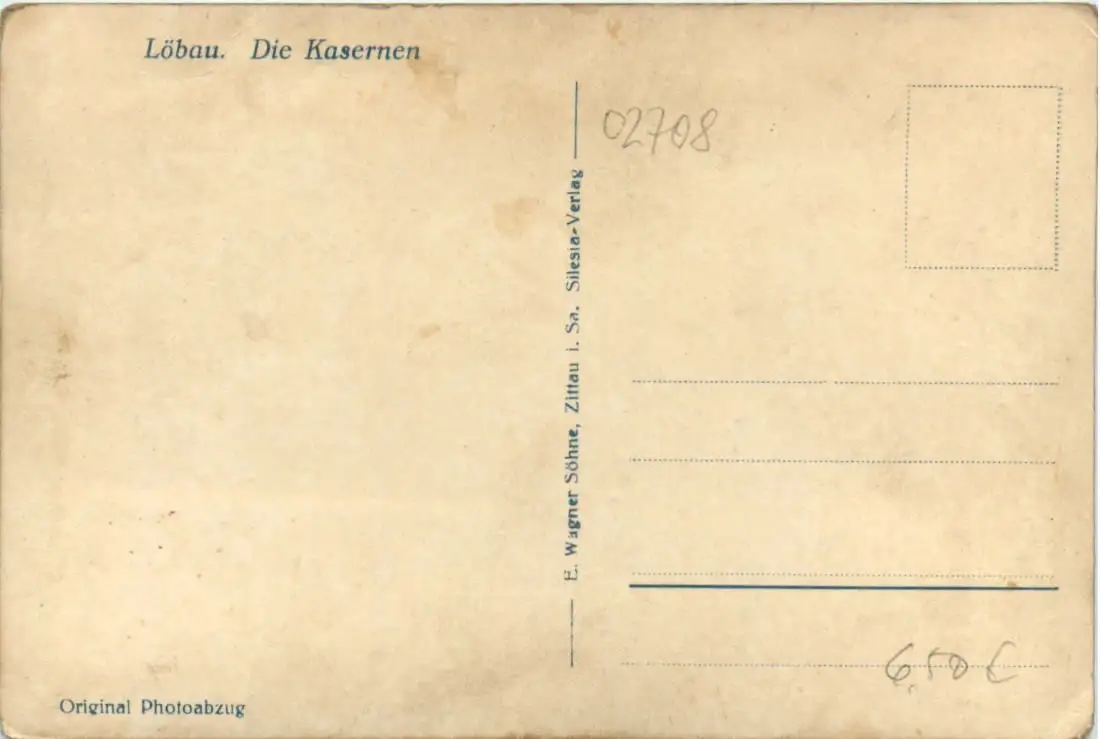 Löbau. Die Kasernen
02708
E. Wagner Söhne, Zittau i. Sa. Silesia-Verlag
6,50 €
Original Photoabzug